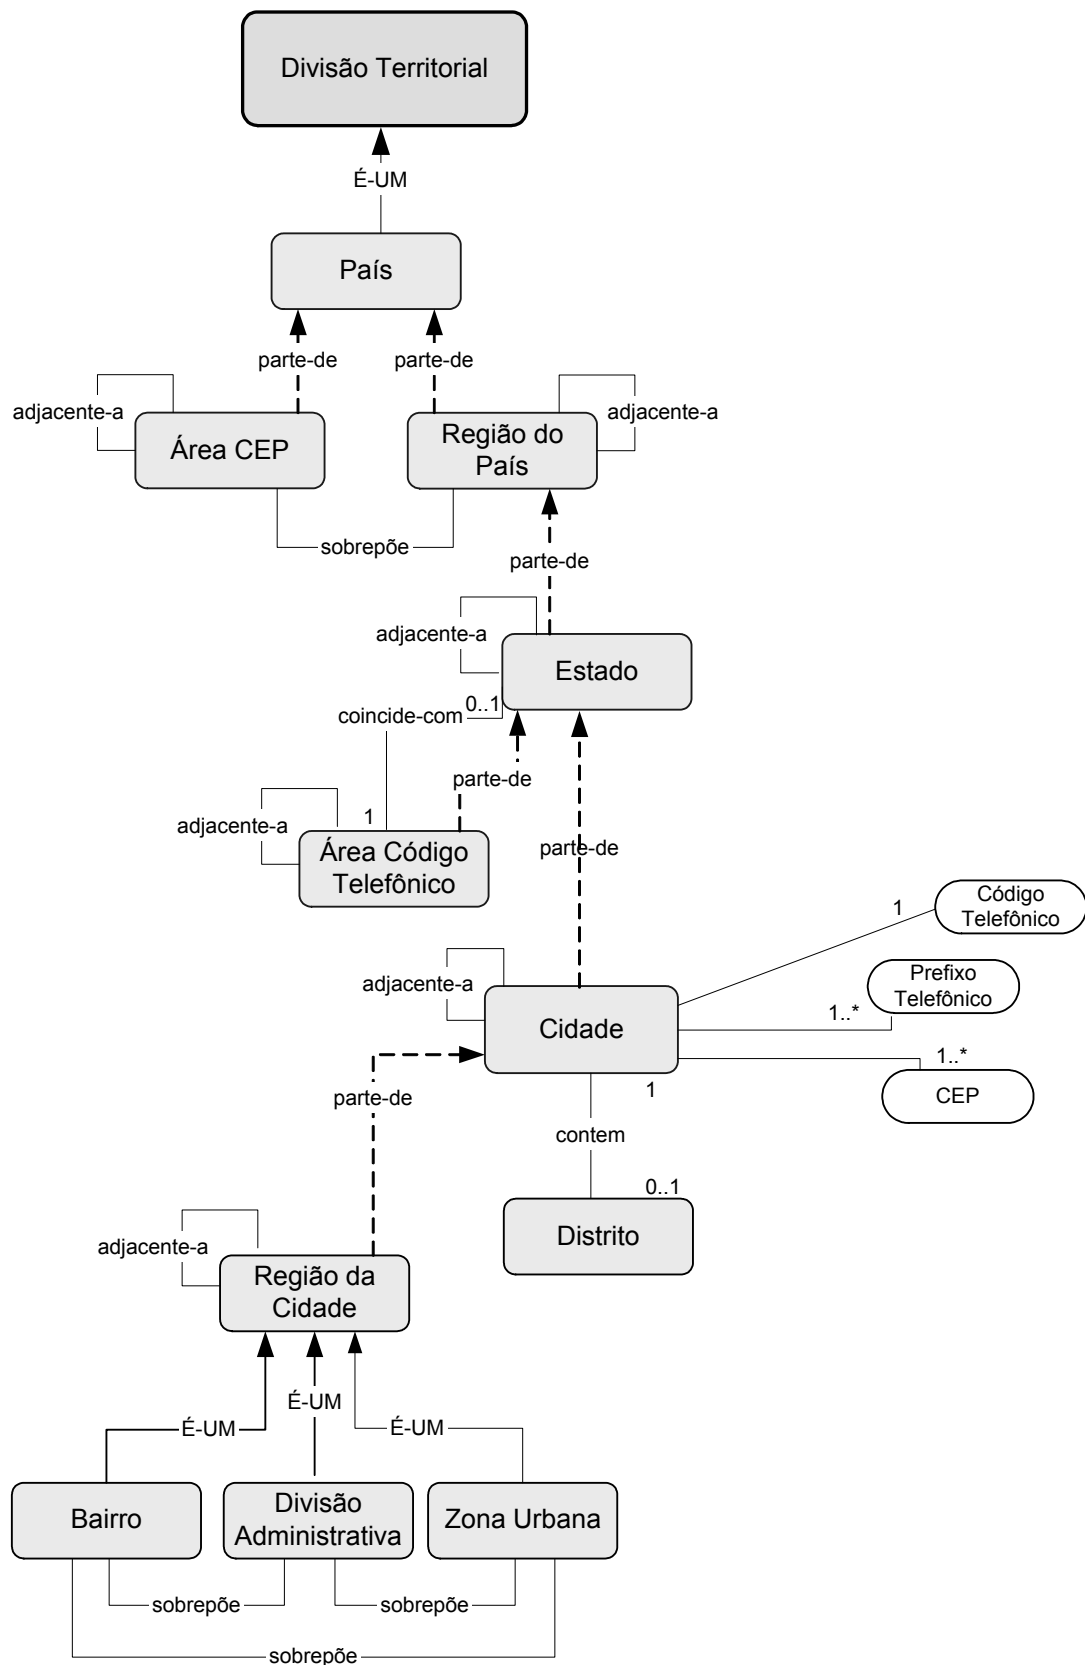 Divisão Territorial
É-UM
País
parte-de
parte-de
adjacente-a
adjacente-a
Área CEP
Região do
País
sobrepõe
parte-de
adjacente-a
Estado
0..1
coincide-com
parte-de
adjacente-a
1
Área Código
Telefônico
parte-de
Código
Telefônico
1
Prefixo
Telefônico
adjacente-a
1..*
Cidade
1..*
CEP
1
parte-de
contem
0..1
Distrito
adjacente-a
Região da
Cidade
É-UM
É-UM
É-UM
Bairro
Divisão
Administrativa
Zona Urbana
sobrepõe
sobrepõe
sobrepõe